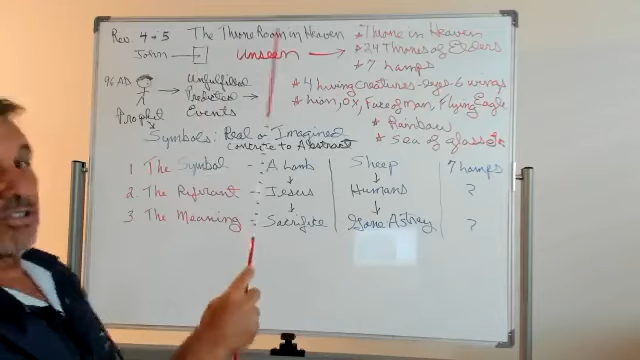 Rev. 4 + 5 The Throne Room in Heaven * Throne in Heaven
John Unseen * 24 Thrones of Elders
* 7 Lamps
96 AD Unfulfilled * 4 Living Creatures - eyes - 6 wings
Predicted * Lion, Ox, Face of man, Flying Eagle
Prophet Events * Rainbow
Symbols: Real or Imagined * Sea of glass
Concrete to Abstract
1 The Symbol : A Lamb Sheep 7 Lamps
2. The Referant Jesus Humans ?
3. The Meaning Sacrifice Gone Astray ?